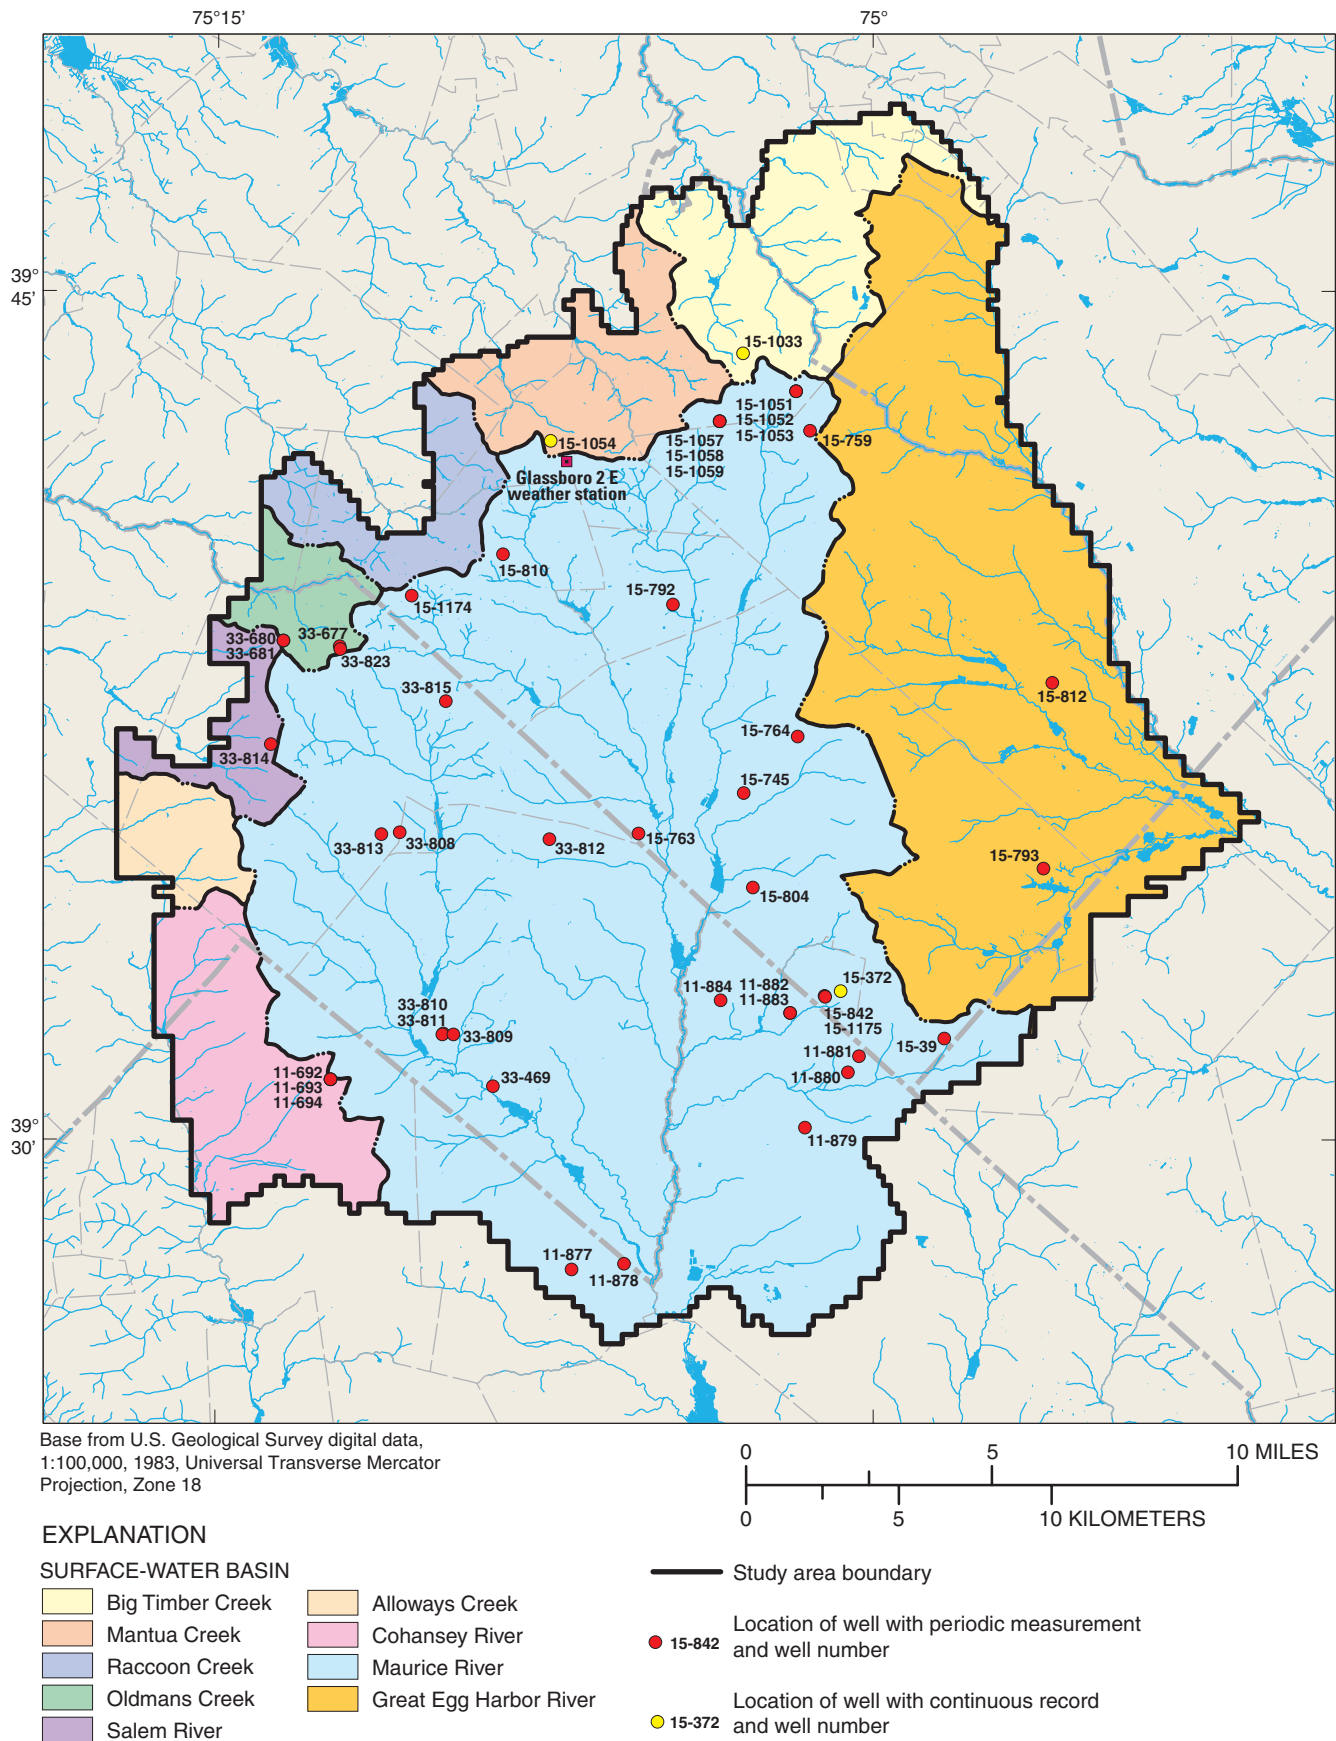 75°15'
75°
39°
45'
15-1033
15-1051
15-1052
15-1053
15-759
15-1057
15-1058
15-1059
15-1054
Glassboro 2 E
weather station
15-810
15-792
15-1174
33-680
33-681
33-677
33-823
33-815
15-812
15-764
33-814
15-745
33-813
33-808
33-812
15-763
15-793
15-804
11-884
11-882
11-883
15-372
15-842
15-1175
33-810
33-811
33-809
15-39
11-881
11-880
11-692
11-693
11-694
33-469
39°
30'
11-879
11-877
11-878
Base from U.S. Geological Survey digital data,
1:100,000, 1983, Universal Transverse Mercator
Projection, Zone 18
0 5 10 MILES
0 5 10 KILOMETERS
EXPLANATION
SURFACE-WATER BASIN
Big Timber Creek
Mantua Creek
Raccoon Creek
Oldmans Creek
Salem River
Alloways Creek
Cohansey River
Maurice River
Great Egg Harbor River
Study area boundary
15-842
Location of well with periodic measurement
and well number
15-372
Location of well with continuous record
and well number